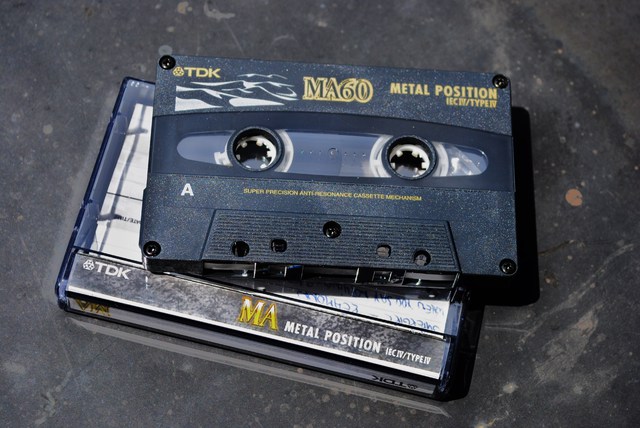 TDK
MA60
METAL POSITION
IEC IV/TYPE IV
A
SUPER PRECISION ANTI-RESONANCE CASSETTE MECHANISM
TDK
MA METAL POSITION IEC IV/TYPE IV
TDK